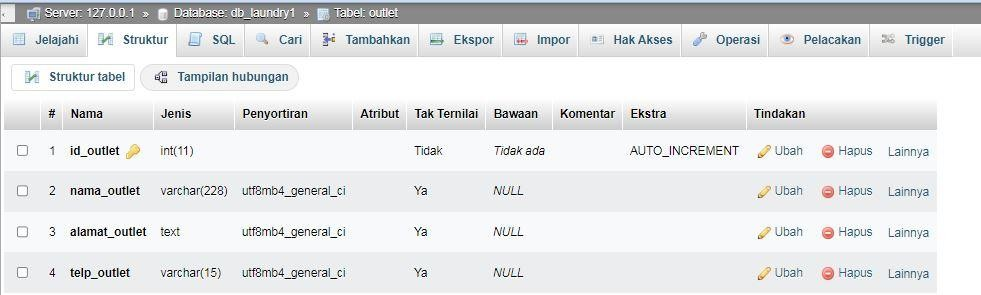 Server: 127.0.0.1 » Database: db_laundry1 » Tabel: outlet
Jelajahi Struktur SQL Cari Tambahkan Ekspor Impor Hak Akses Operasi Pelacakan Trigger
Struktur tabel Tampilan hubungan
# Nama Jenis Penyortiran Atribut Tak Ternilai Bawaan Komentar Ekstra Tindakan
1 id_outlet int(11) Tidak Tidak ada AUTO_INCREMENT Ubah Hapus Lainnya
2 nama_outlet varchar(228) utf8mb4_general_ci Ya NULL Ubah Hapus Lainnya
3 alamat_outlet text utf8mb4_general_ci Ya NULL Ubah Hapus Lainnya
4 telp_outlet varchar(15) utf8mb4_general_ci Ya NULL Ubah Hapus Lainnya